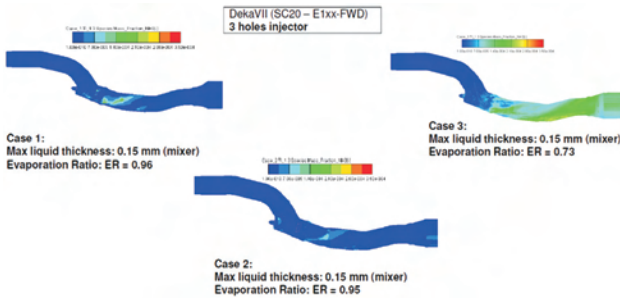 DekaVII (SC20 – E1xx-FWD)
3 holes injector
Case 1:
Max liquid thickness: 0.15 mm (mixer)
Evaporation Ratio: ER = 0.96
Case 3:
Max liquid thickness: 0.15 mm (mixer)
Evaporation Ratio: ER = 0.73
Case 2:
Max liquid thickness: 0.15 mm (mixer)
Evaporation Ratio: ER = 0.95